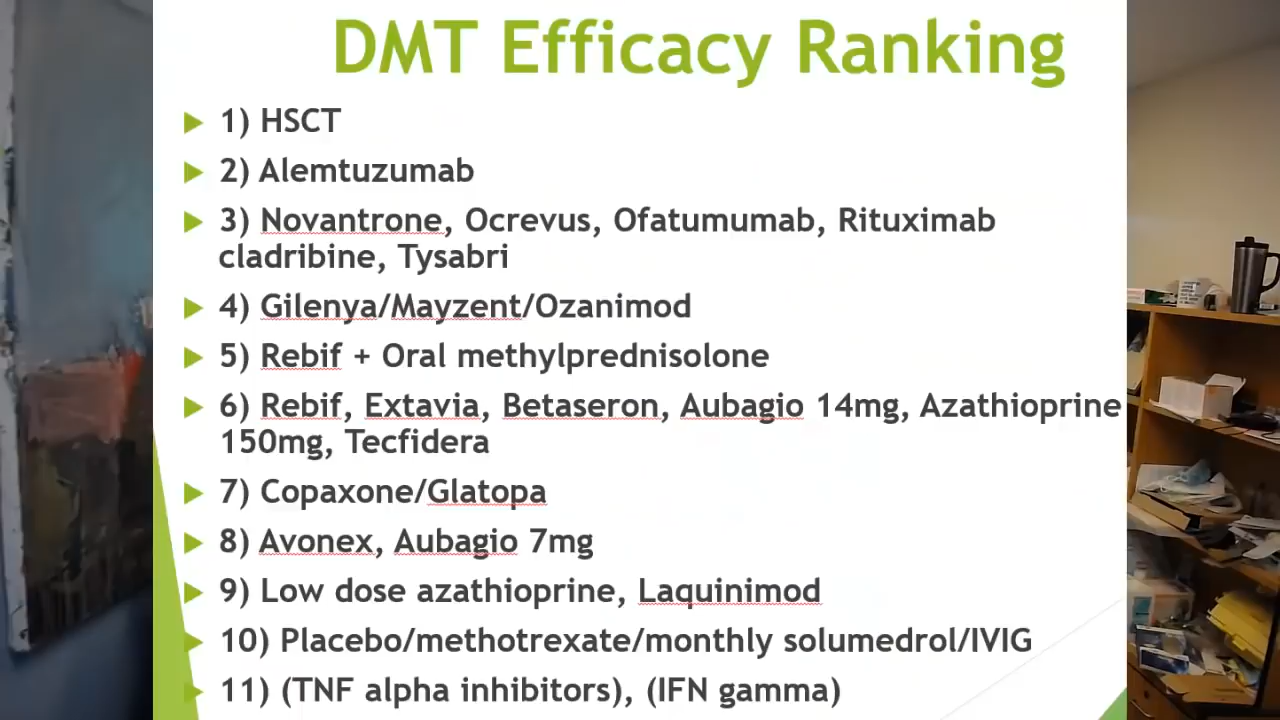 DMT Efficacy Ranking
1) HSCT
2) Alemtuzumab
3) Novantrone, Ocrevus, Ofatumumab, Rituximab
cladribine, Tysabri
4) Gilenya/Mayzent/Ozanimod
5) Rebif + Oral methylprednisolone
6) Rebif, Extavia, Betaseron, Aubagio 14mg, Azathioprine
150mg, Tecfidera
7) Copaxone/Glatopa
8) Avonex, Aubagio 7mg
9) Low dose azathioprine, Laquinimod
10) Placebo/methotrexate/monthly solumedrol/IVIG
11) (TNF alpha inhibitors), (IFN gamma)